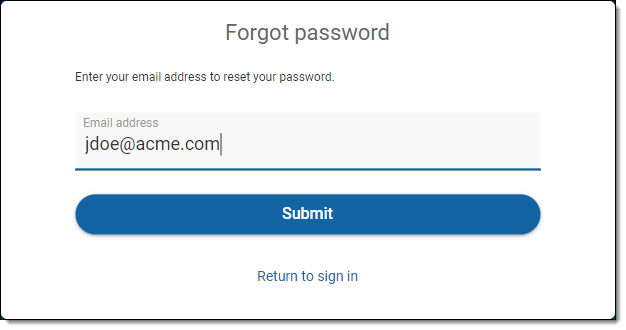 Forgot password
Enter your email address to reset your password.
Email address
jdoe@acme.com
Submit
Return to sign in